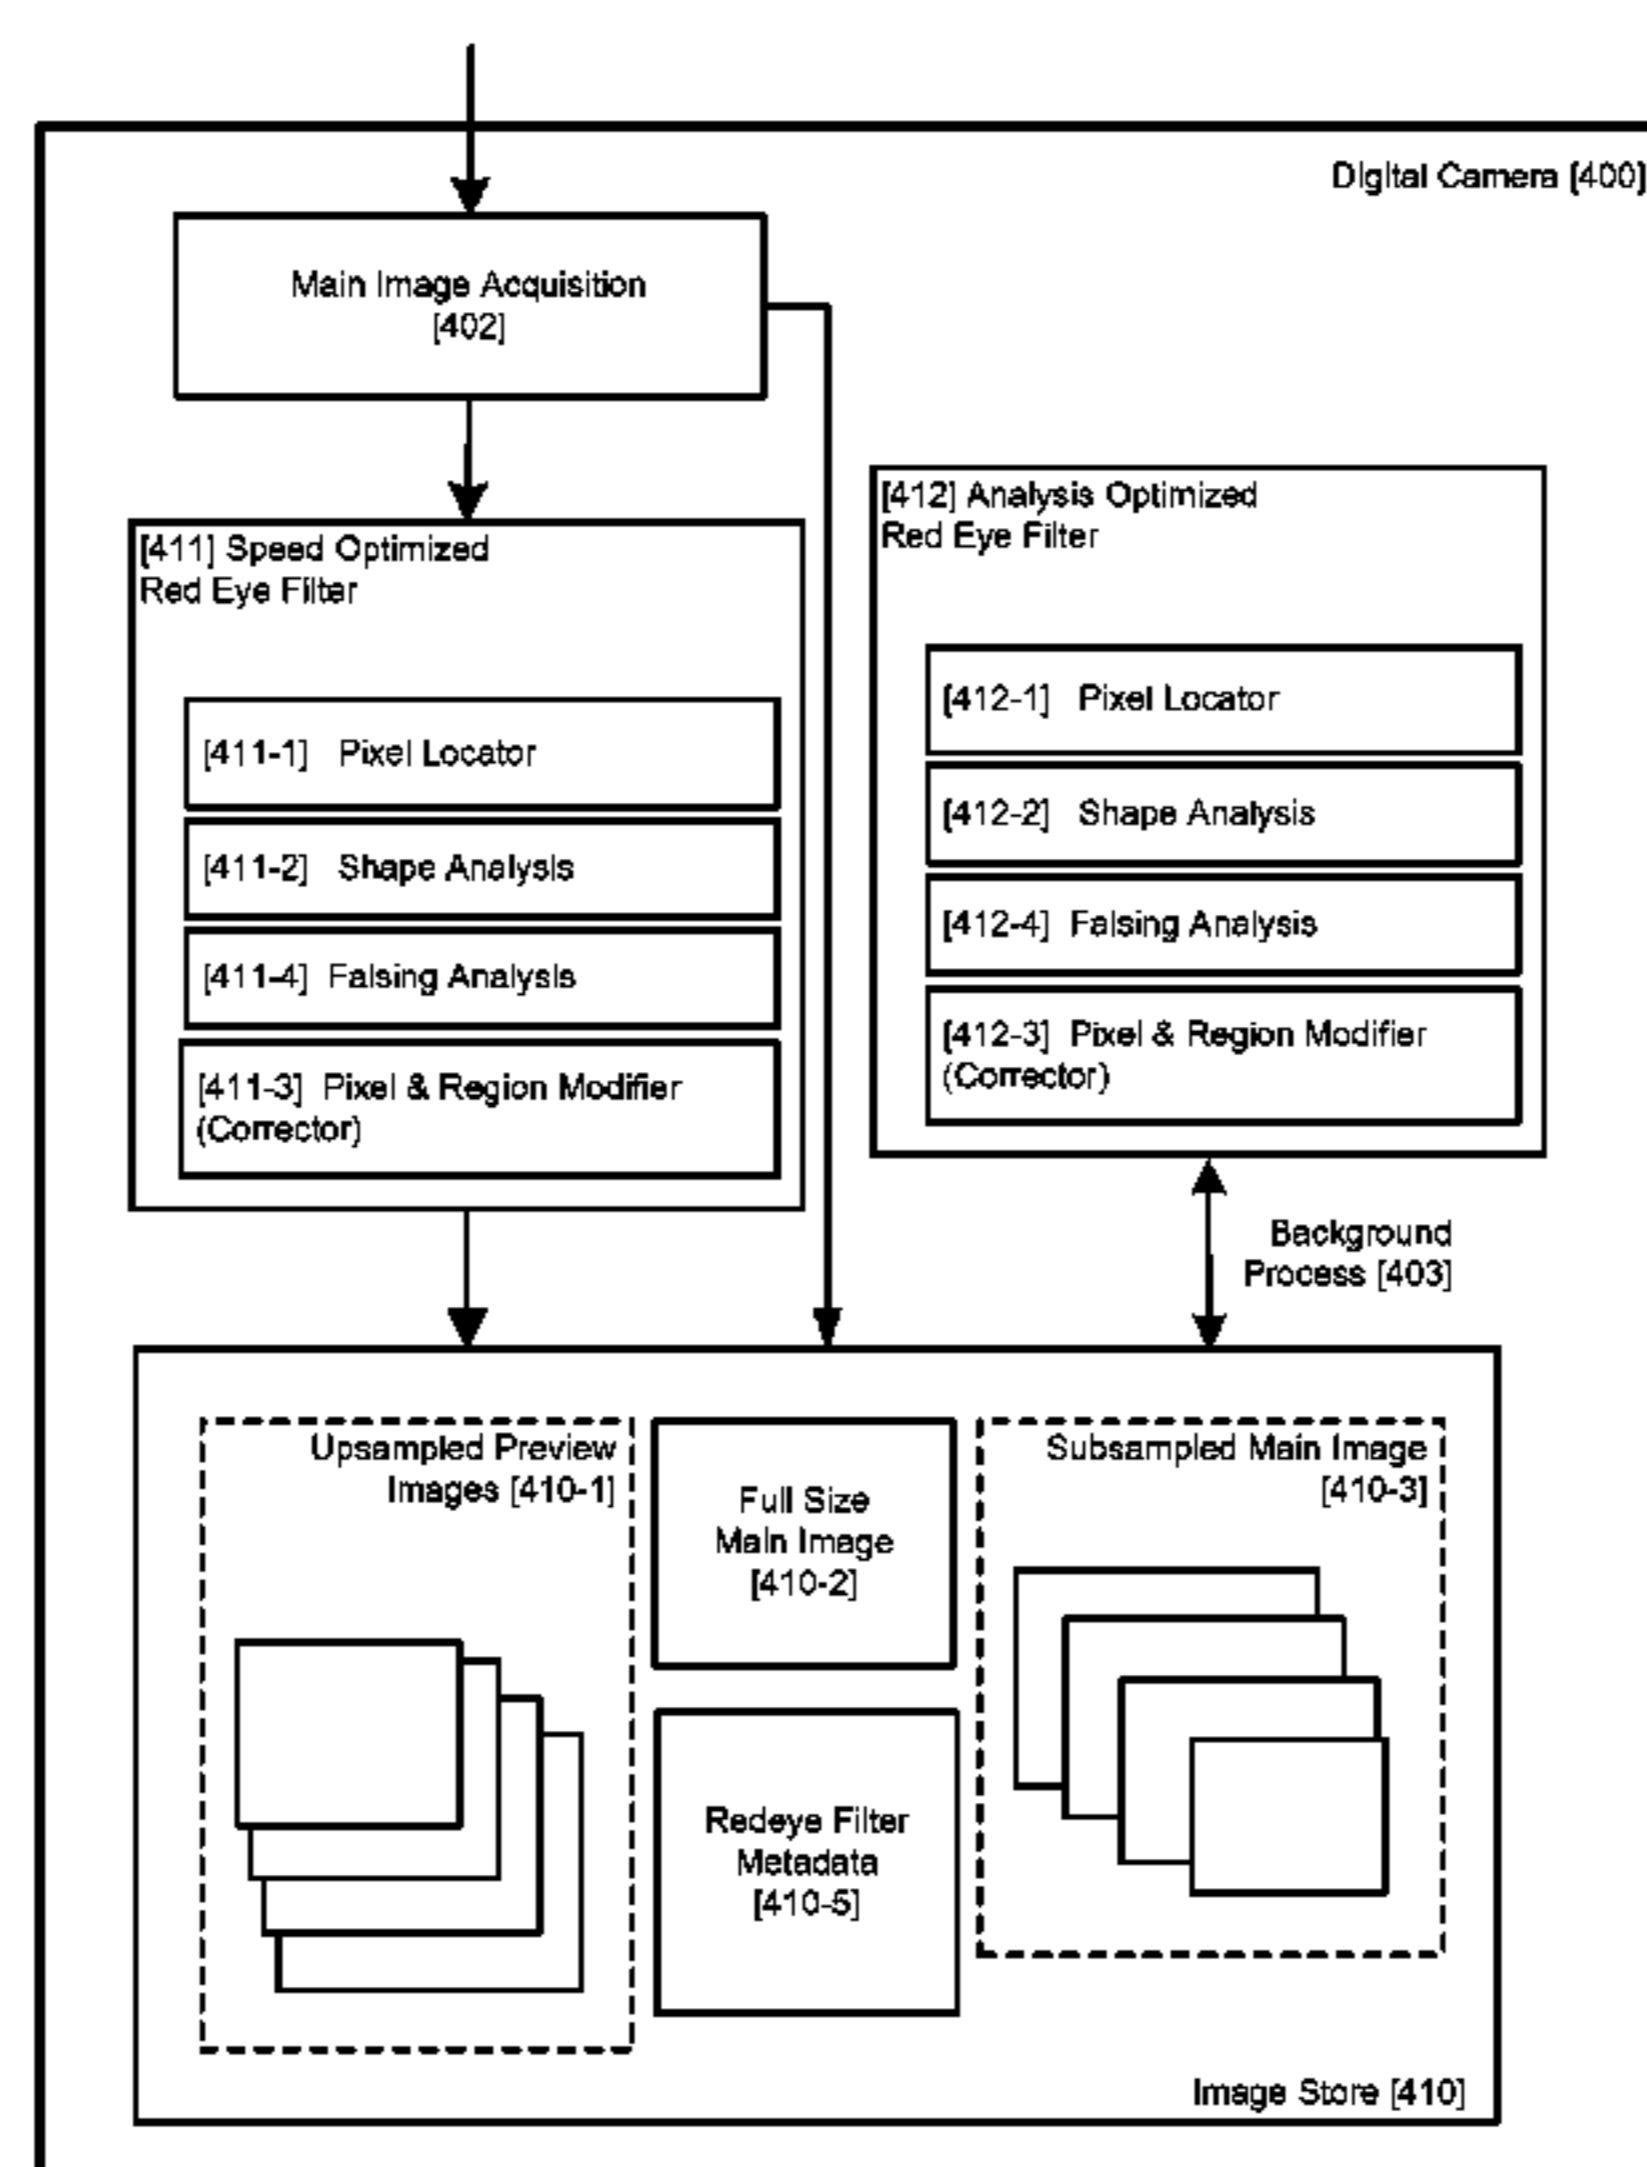 Digital Camera [400]
Main Image Acquisition
[402]
[411] Speed Optimized
Red Eye Filter
[411-1] Pixel Locator
[411-2] Shape Analysis
[411-4] Falsing Analysis
[411-3] Pixel & Region Modifier
(Corrector)
[412] Analysis Optimized
Red Eye Filter
[412-1] Pixel Locator
[412-2] Shape Analysis
[412-4] Falsing Analysis
[412-3] Pixel & Region Modifier
(Corrector)
Background
Process [403]
Upsampled Preview
Images [410-1]
Full Size
Main Image
[410-2]
Subsampled Main Image
[410-3]
Redeye Filter
Metadata
[410-5]
Image Store [410]